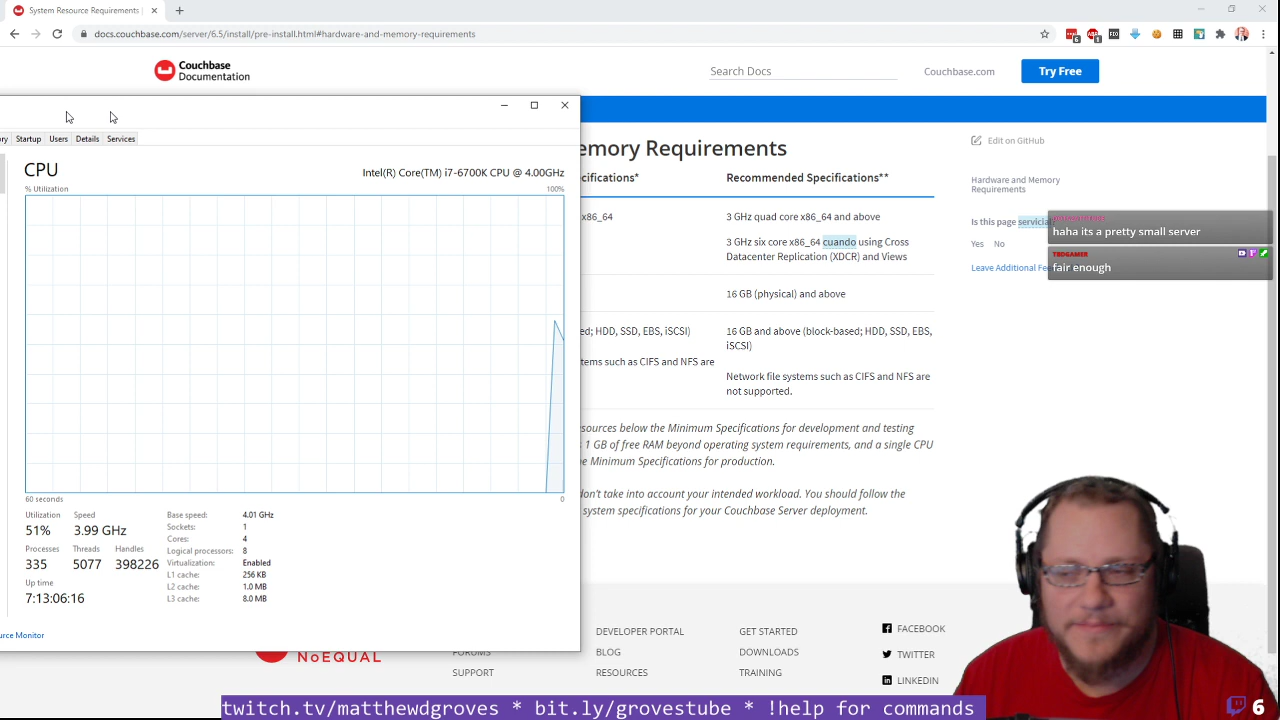 System Resource Requirements |
docs.couchbase.com/server/6.5/install/pre-install.html#hardware-and-memory-requirements
Couchbase
Documentation
Search Docs
Couchbase.com
Try Free
ry Startup Users Details Services
CPU
Intel(R) Core(TM) i7-6700K CPU @ 4.00GHz
% Utilization
100%
60 seconds
0
Utilization Speed
51% 3.99 GHz
Processes Threads Handles
335 5077 398226
Up time
7:13:06:16
Base speed: 4.01 GHz
Sockets: 1
Cores: 4
Logical processors: 8
Virtualization: Enabled
L1 cache: 256 KB
L2 cache: 1.0 MB
L3 cache: 8.0 MB
urce Monitor
emory Requirements
cifications* Recommended Specifications**
x86_64
3 GHz quad core x86_64 and above
3 GHz six core x86_64 cuando using Cross
Datacenter Replication (XDCR) and Views
16 GB (physical) and above
ed; HDD, SSD, EBS, iSCSI)
16 GB and above (block-based; HDD, SSD, EBS,
iSCSI)
tems such as CIFS and NFS are
Network file systems such as CIFS and NFS are
not supported.
sources below the Minimum Specifications for development and testing
s 1 GB of free RAM beyond operating system requirements, and a single CPU
e Minimum Specifications for production.
don't take into account your intended workload. You should follow the
system specifications for your Couchbase Server deployment.
Edit on GitHub
Hardware and Memory
Requirements
Is this page servicial
Yes No
Leave Additional Fe
haha its a pretty small server
TBDGAMER
fair enough
NoEQUAL
FORUMS
SUPPORT
DEVELOPER PORTAL
BLOG
RESOURCES
GET STARTED
DOWNLOADS
TRAINING
FACEBOOK
TWITTER
LINKEDIN
twitch.tv/matthewdgroves * bit.ly/grovestube * !help for commands
6